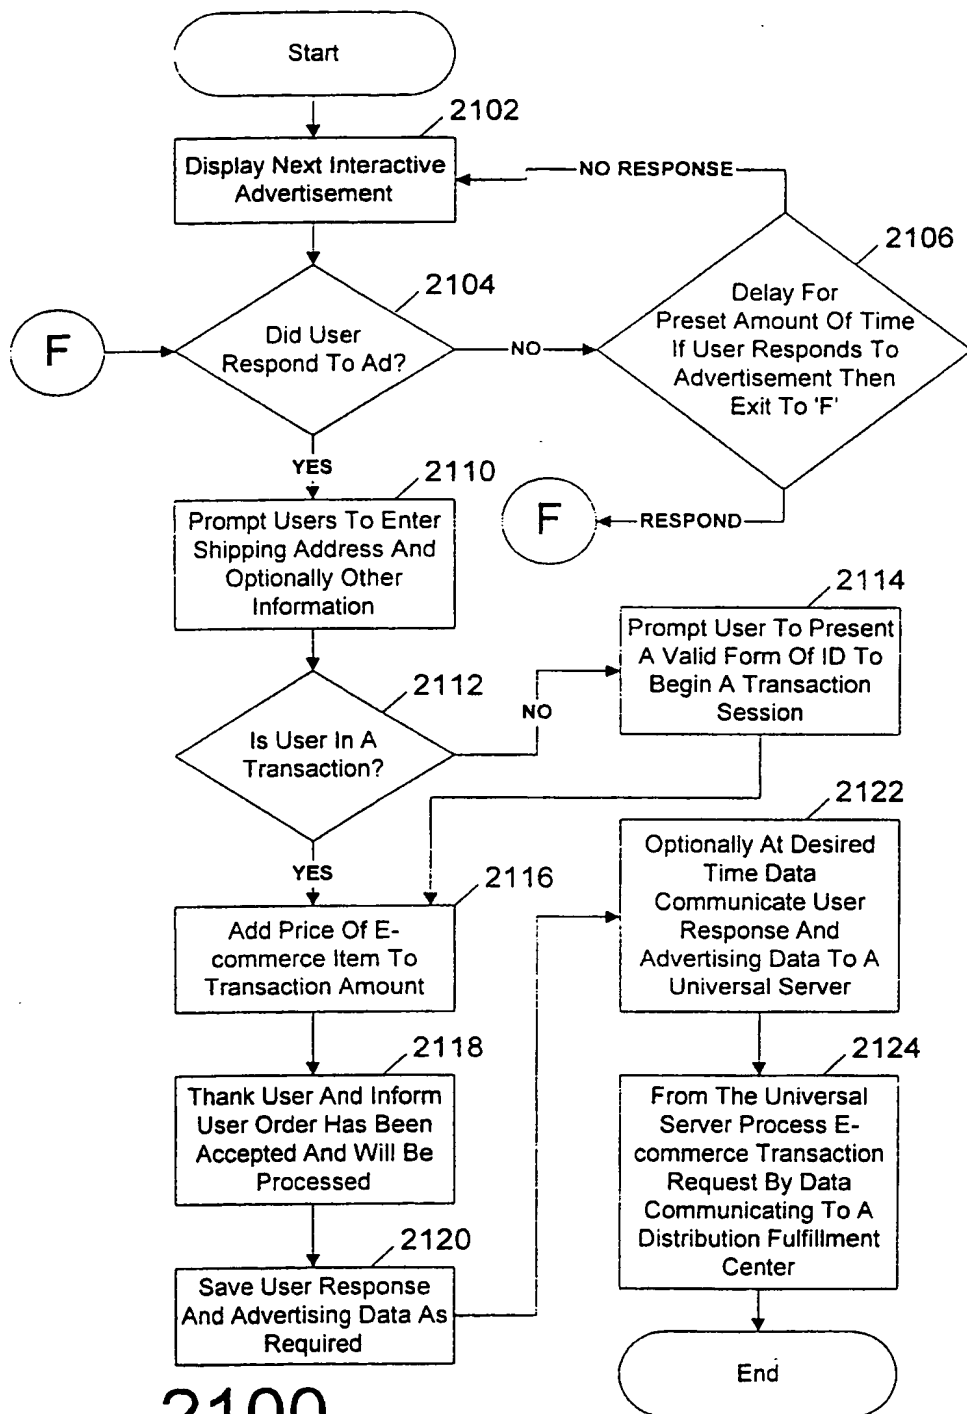 Start
2102
Display Next Interactive
Advertisement
NO RESPONSE
2106
Delay For
Preset Amount Of Time
If User Responds To
Advertisement Then
Exit To 'F'
2104
Did User
Respond To Ad?
F
NO
YES
RESPOND
F
2110
Prompt Users To Enter
Shipping Address And
Optionally Other
Information
2112
Is User In A
Transaction?
NO
2114
Prompt User To Present
A Valid Form Of ID To
Begin A Transaction
Session
YES
2116
Add Price Of E-
commerce Item To
Transaction Amount
2118
Thank User And Inform
User Order Has Been
Accepted And Will Be
Processed
2120
Save User Response
And Advertising Data As
Required
2122
Optionally At Desired
Time Data
Communicate User
Response And
Advertising Data To A
Universal Server
2124
From The Universal
Server Process E-
commerce Transaction
Request By Data
Communicating To A
Distribution Fulfillment
Center
End
2100